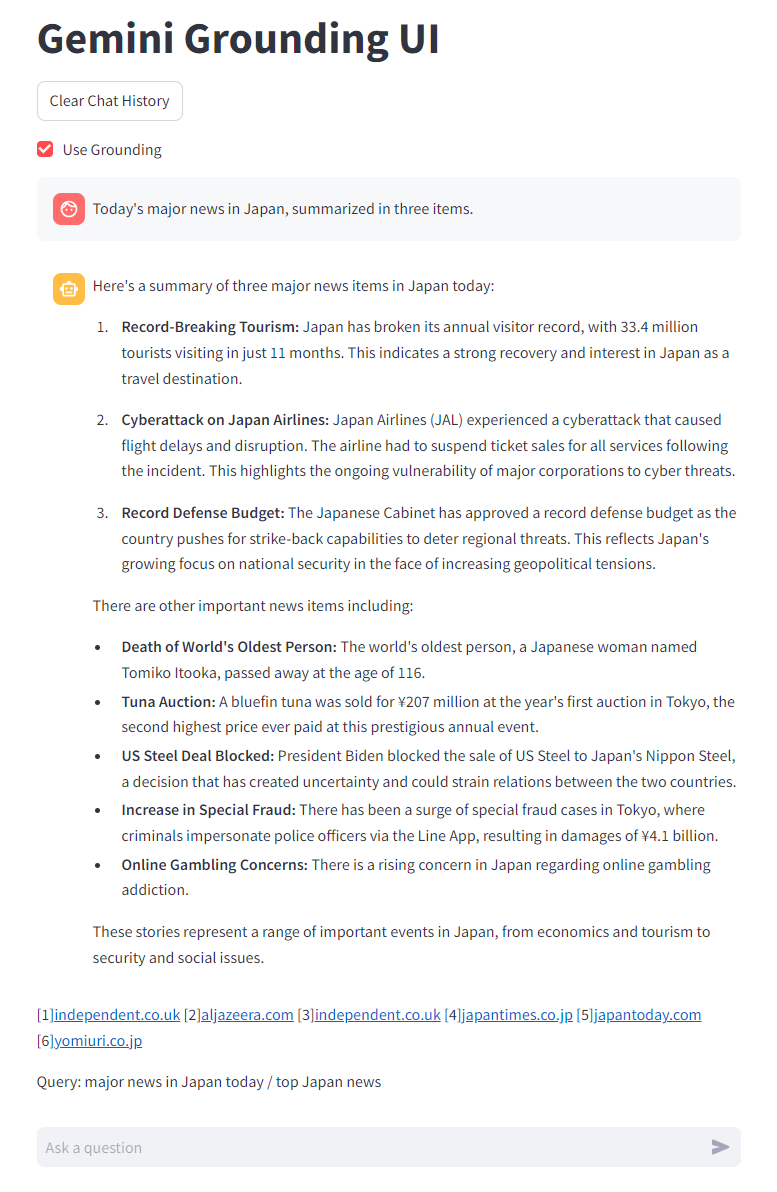 Gemini Grounding UI
Clear Chat History
Use Grounding
Today's major news in Japan, summarized in three items.
Here's a summary of three major news items in Japan today:
1. Record-Breaking Tourism: Japan has broken its annual visitor record, with 33.4 million
tourists visiting in just 11 months. This indicates a strong recovery and interest in Japan as a
travel destination.
2. Cyberattack on Japan Airlines: Japan Airlines (JAL) experienced a cyberattack that caused
flight delays and disruption. The airline had to suspend ticket sales for all services following
the incident. This highlights the ongoing vulnerability of major corporations to cyber threats.
3. Record Defense Budget: The Japanese Cabinet has approved a record defense budget as the
country pushes for strike-back capabilities to deter regional threats. This reflects Japan's
growing focus on national security in the face of increasing geopolitical tensions.
There are other important news items including:
• Death of World's Oldest Person: The world's oldest person, a Japanese woman named
Tomiko Itooka, passed away at the age of 116.
• Tuna Auction: A bluefin tuna was sold for ¥207 million at the year's first auction in Tokyo, the
second highest price ever paid at this prestigious annual event.
• US Steel Deal Blocked: President Biden blocked the sale of US Steel to Japan's Nippon Steel,
a decision that has created uncertainty and could strain relations between the two countries.
• Increase in Special Fraud: There has been a surge of special fraud cases in Tokyo, where
criminals impersonate police officers via the Line App, resulting in damages of ¥4.1 billion.
• Online Gambling Concerns: There is a rising concern in Japan regarding online gambling
addiction.
These stories represent a range of important events in Japan, from economics and tourism to
security and social issues.
[1]independent.co.uk [2]aljazeera.com [3]independent.co.uk [4]japantimes.co.jp [5]japantoday.com
[6]yomiuri.co.jp
Query: major news in Japan today / top Japan news
Ask a question